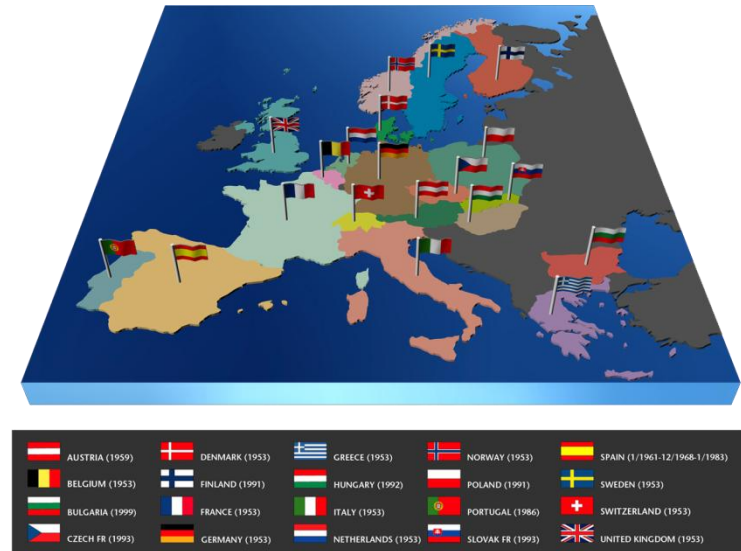 AUSTRIA (1959)
DENMARK (1953)
GREECE (1953)
NORWAY (1953)
SPAIN (1/1961-12/1968-1/1983)
BELGIUM (1953)
FINLAND (1991)
HUNGARY (1992)
POLAND (1991)
SWEDEN (1953)
BULGARIA (1999)
FRANCE (1953)
ITALY (1953)
PORTUGAL (1986)
SWITZERLAND (1953)
CZECH FR (1993)
GERMANY (1953)
NETHERLANDS (1953)
SLOVAK FR (1993)
UNITED KINGDOM (1953)